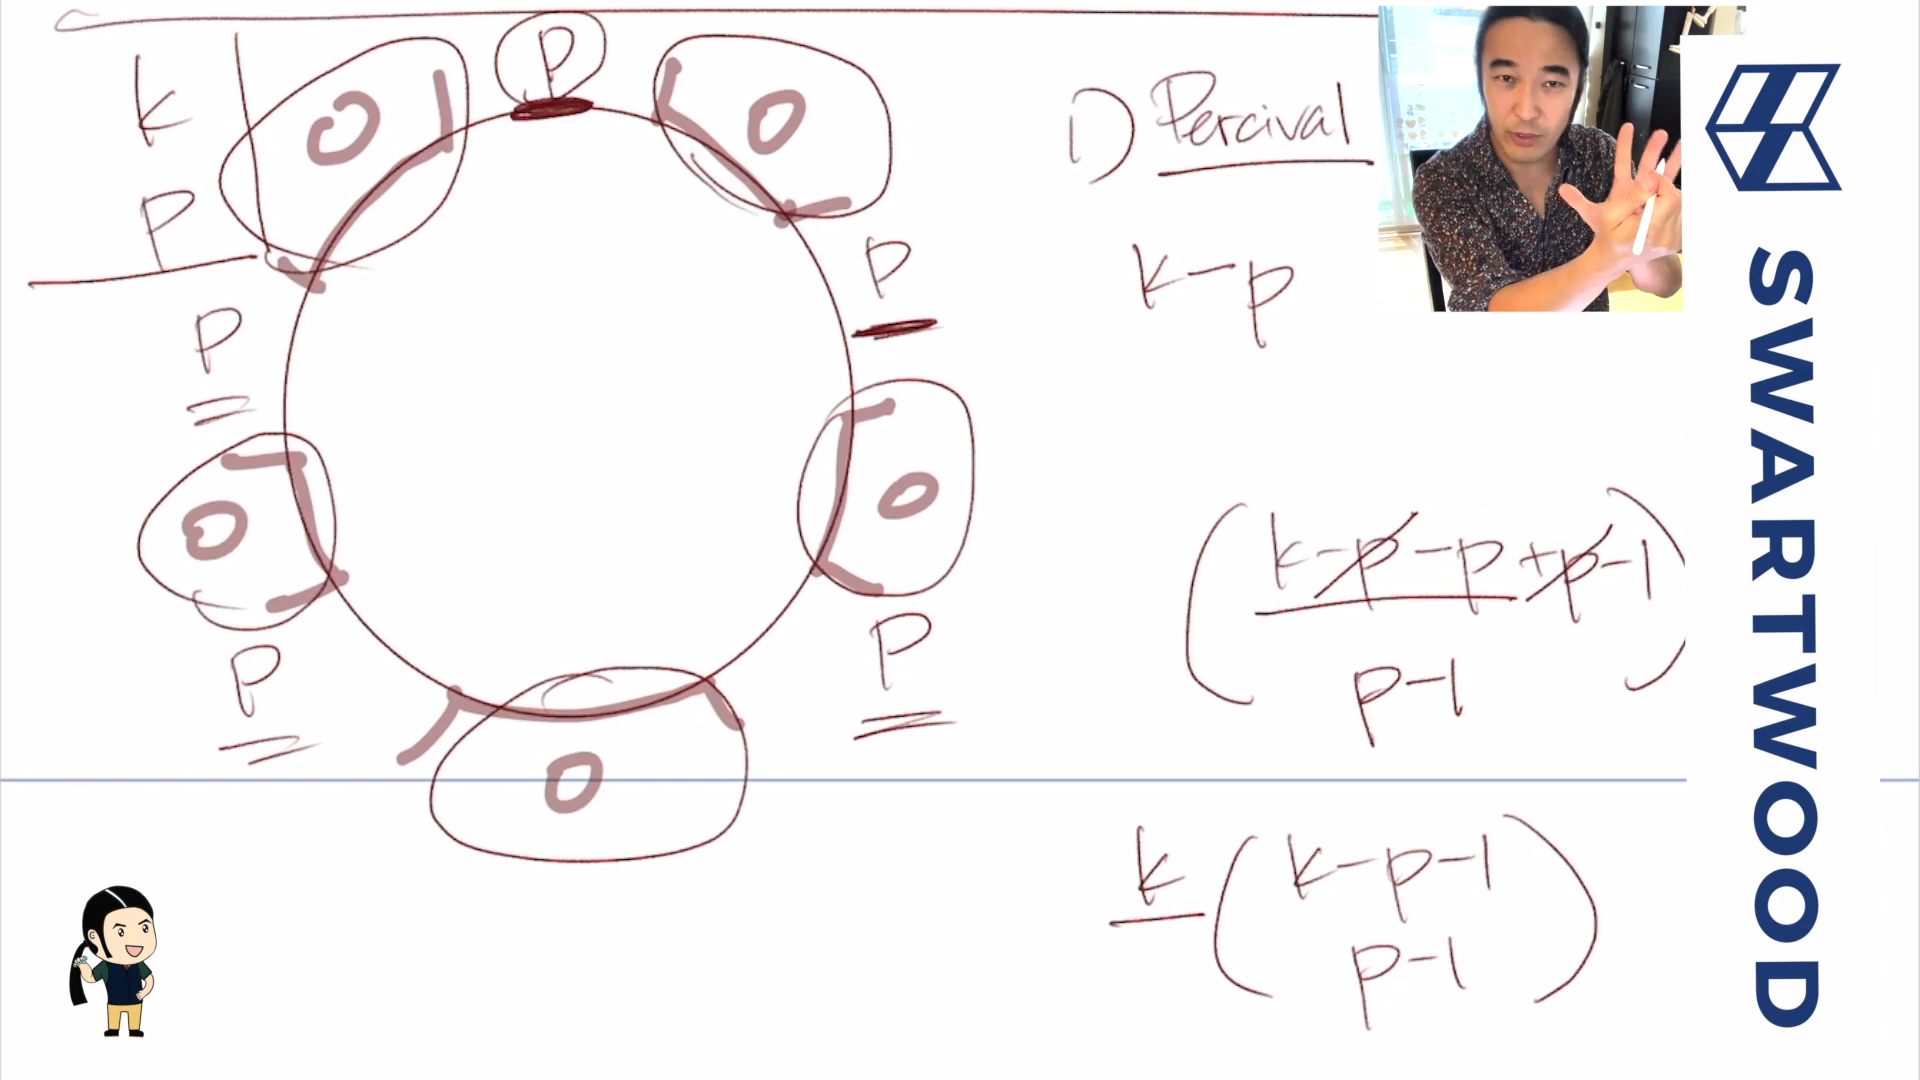 k
p
p
o
p
o
1) Percival
p
k-p
p
o
o
(k-p-p+p-1
p-1)
p
p
o
k(k-p-1
p-1)
SWARTWOOD